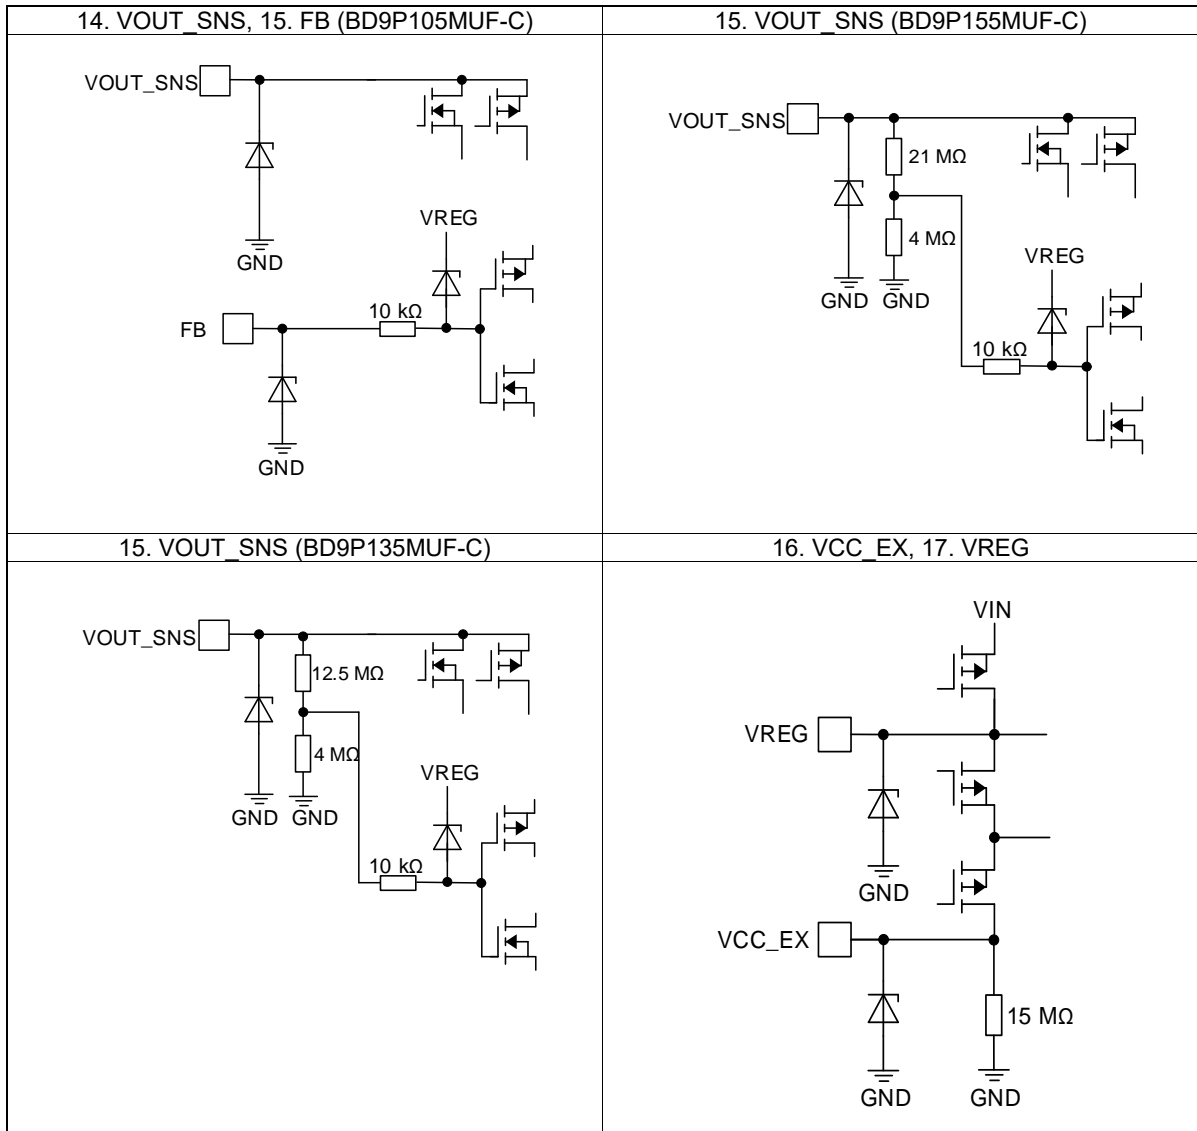 14. VOUT_SNS, 15. FB (BD9P105MUF-C)
VOUT_SNS
GND
VREG
10 kΩ
FB
GND
15. VOUT_SNS (BD9P155MUF-C)
VOUT_SNS
21 MΩ
4 MΩ
GND GND
VREG
10 kΩ
15. VOUT_SNS (BD9P135MUF-C)
VOUT_SNS
12.5 MΩ
4 MΩ
GND GND
VREG
10 kΩ
16. VCC_EX, 17. VREG
VIN
VREG
GND
VCC_EX
15 MΩ
GND GND